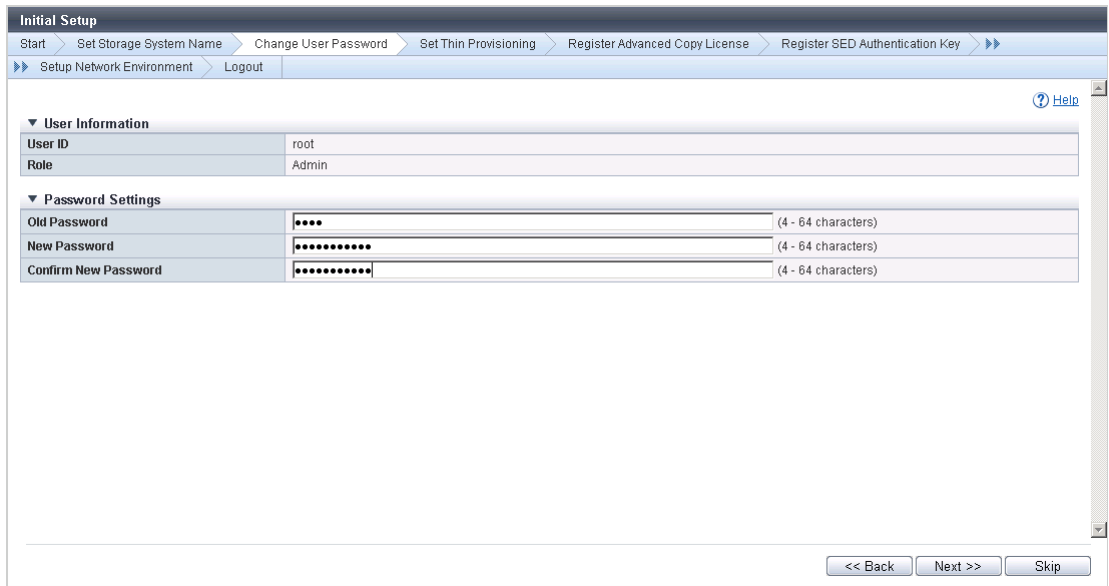 Initial Setup
Start Set Storage System Name Change User Password Set Thin Provisioning Register Advanced Copy License Register SED Authentication Key
Setup Network Environment Logout
Help
User Information
User ID root
Role Admin
Password Settings
Old Password •••• (4 - 64 characters)
New Password ••••••••••• (4 - 64 characters)
Confirm New Password ••••••••••• (4 - 64 characters)
<< Back Next >> Skip